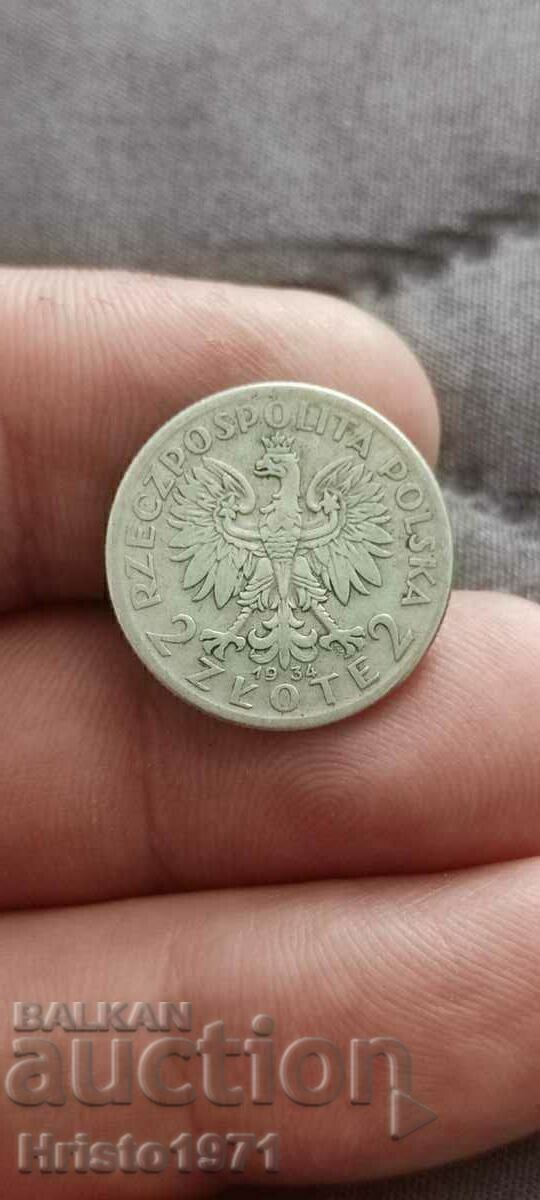 RZECZPOSPOLITA POLSKA
2 ZŁOTE 2
1934
BALKAN
auction
Hristo1971